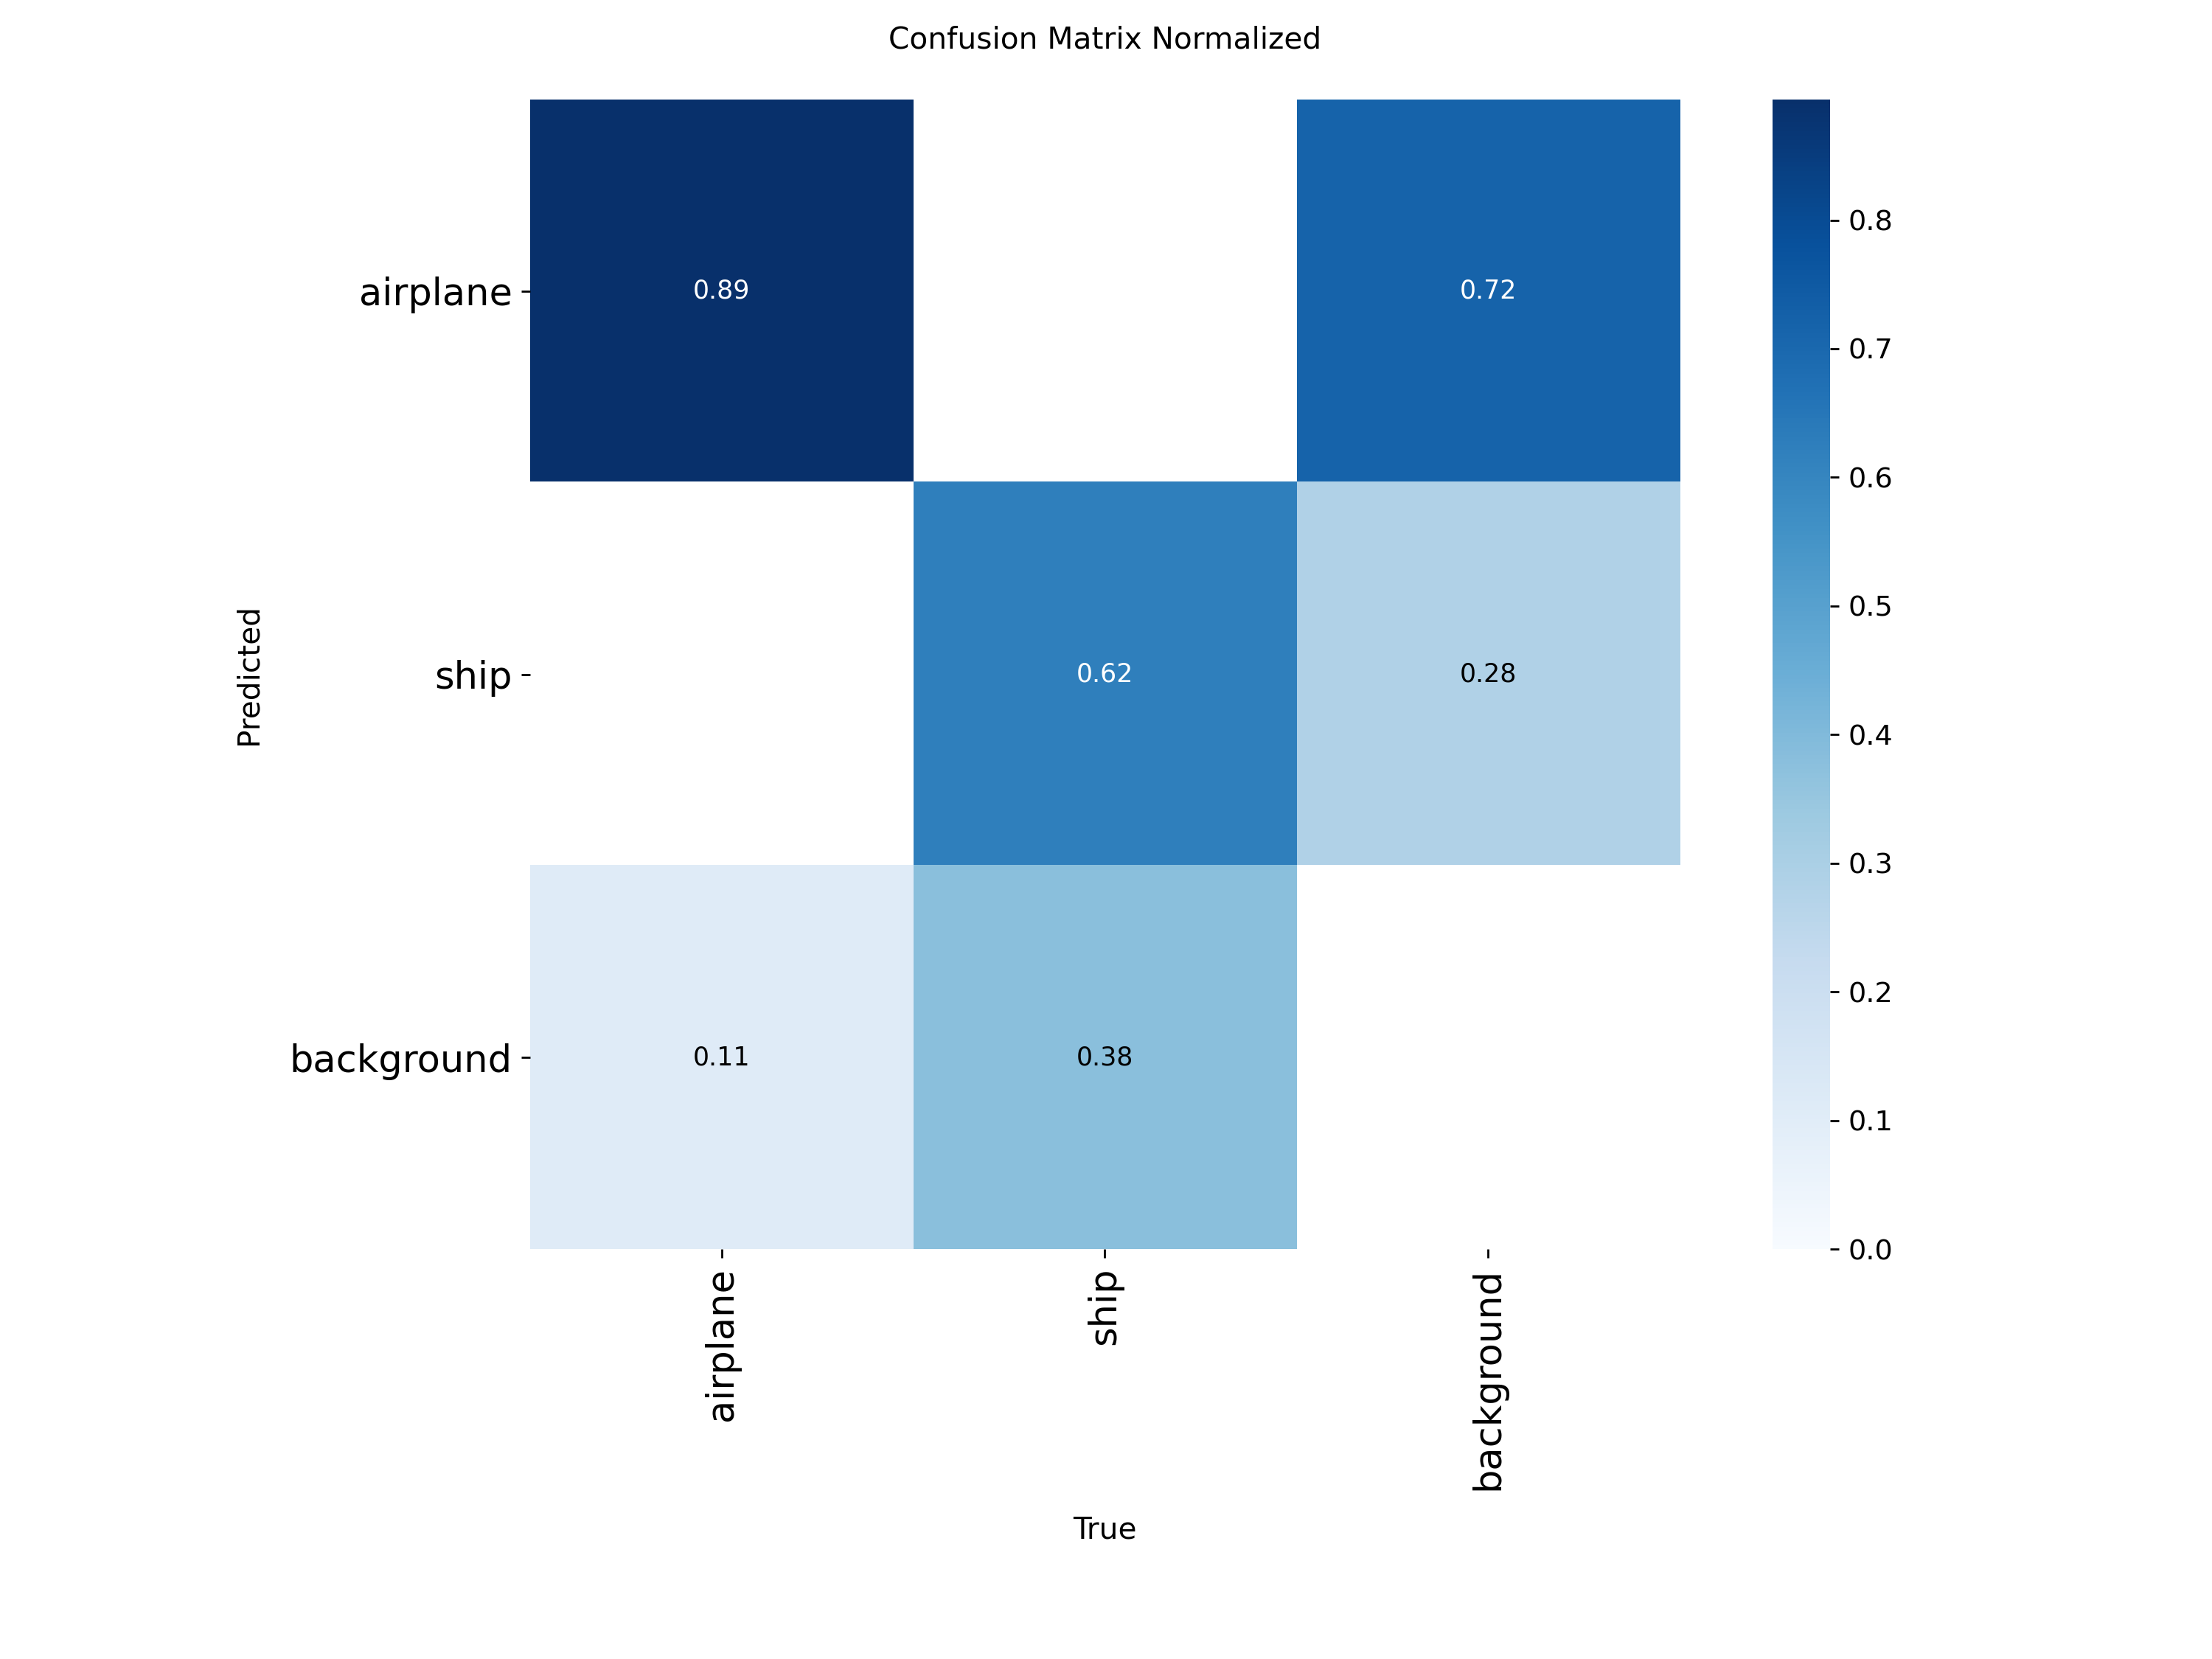 Confusion Matrix Normalized
airplane
0.89
0.72
ship
0.62
0.28
background
0.11
0.38
Predicted
airplane
ship
background
True
0.8
0.7
0.6
0.5
0.4
0.3
0.2
0.1
0.0